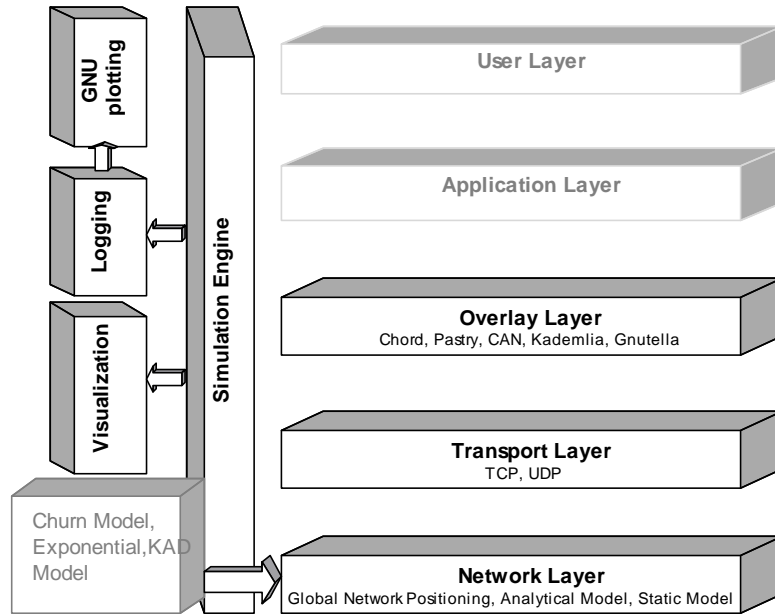 GNU
plotting
Logging
Visualization
Churn Model,
Exponential,KAD
Model
Simulation Engine
User Layer
Application Layer
Overlay Layer
Chord, Pastry, CAN, Kademlia, Gnutella
Transport Layer
TCP, UDP
Network Layer
Global Network Positioning, Analytical Model, Static Model